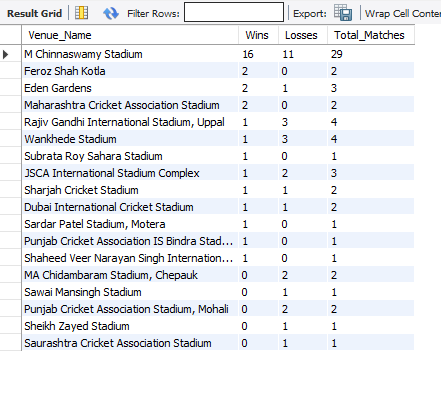 Result Grid Filter Rows: Export: Wrap Cell Conte
Venue_Name Wins Losses Total_Matches
M Chinnaswamy Stadium 16 11 29
Feroz Shah Kotla 2 0 2
Eden Gardens 2 1 3
Maharashtra Cricket Association Stadium 2 0 2
Rajiv Gandhi International Stadium, Uppal 1 3 4
Wankhede Stadium 1 3 4
Subrata Roy Sahara Stadium 1 0 1
JSCA International Stadium Complex 1 2 3
Sharjah Cricket Stadium 1 1 2
Dubai International Cricket Stadium 1 1 2
Sardar Patel Stadium, Motera 1 0 1
Punjab Cricket Association IS Bindra Stad... 1 0 1
Shaheed Veer Narayan Singh Internation... 1 0 1
MA Chidambaram Stadium, Chepauk 0 2 2
Sawai Mansingh Stadium 0 1 1
Punjab Cricket Association Stadium, Mohali 0 2 2
Sheikh Zayed Stadium 0 1 1
Saurashtra Cricket Association Stadium 0 1 1